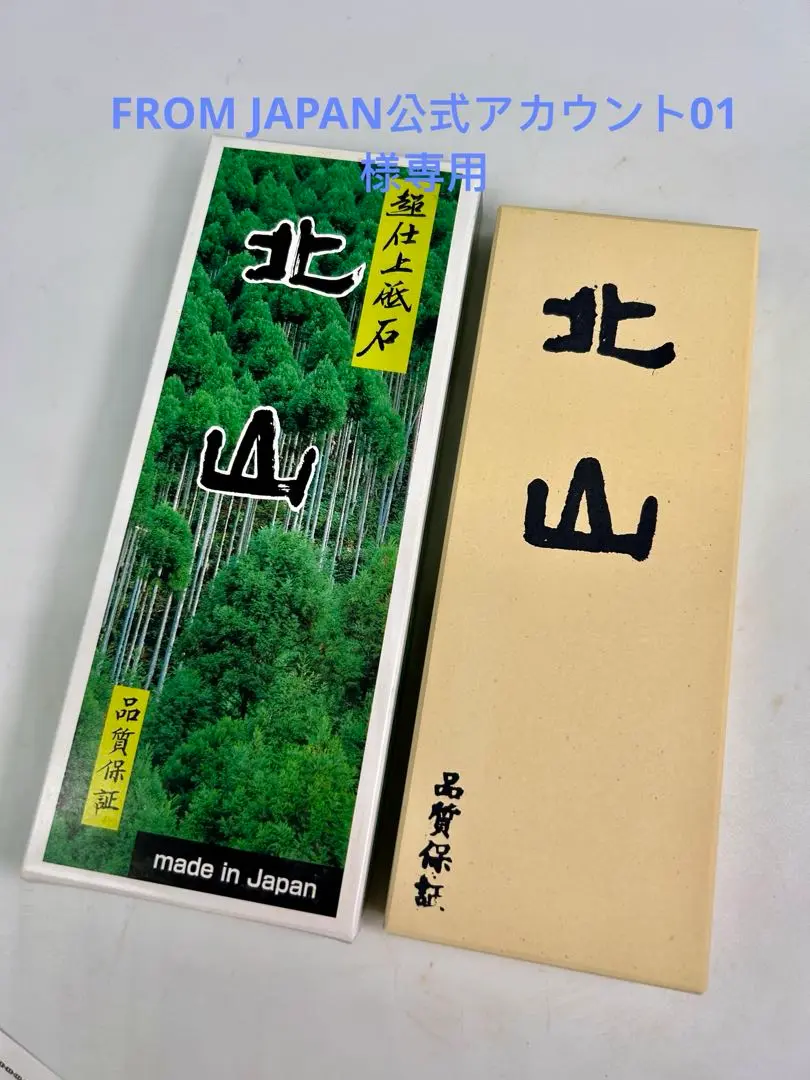 FROM JAPAN公式アカウント01
様専用
超仕上砥石
北山
品質保証
made in Japan
北山
品質保証